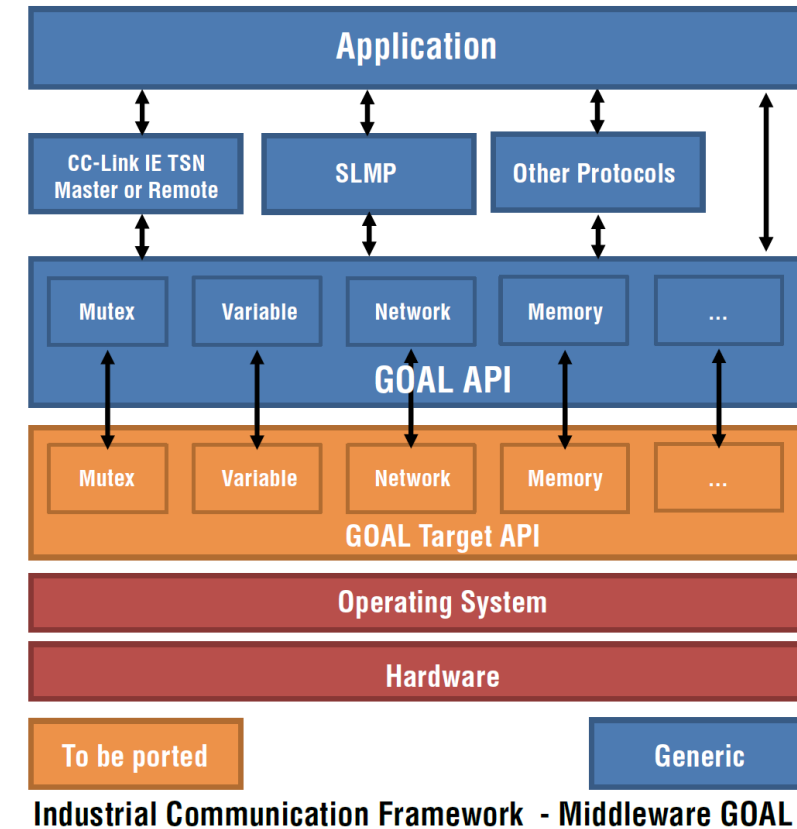 Application
CC-Link IE TSN
Master or Remote
SLMP
Other Protocols
Mutex
Variable
Network
Memory
...
GOAL API
Mutex
Variable
Network
Memory
...
GOAL Target API
Operating System
Hardware
To be ported
Generic
Industrial Communication Framework - Middleware GOAL